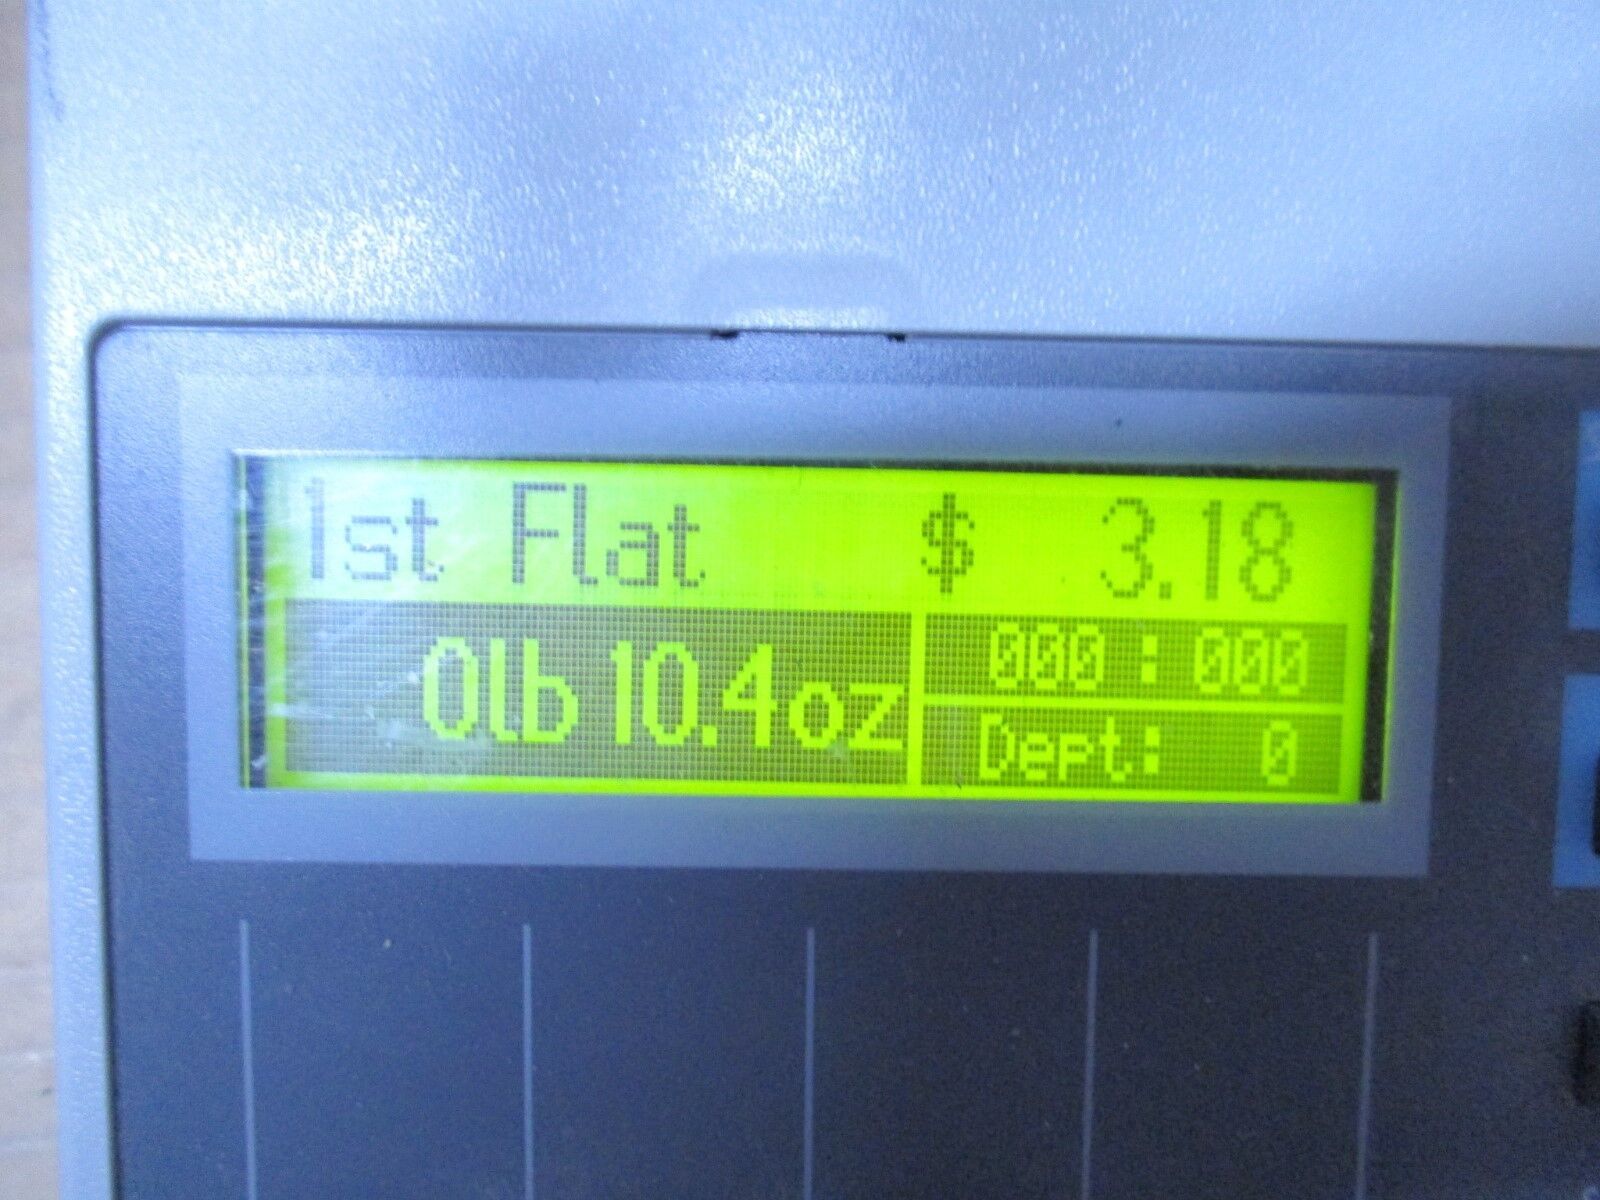 1st Flat $ 3.18
0lb 10.4oz
000 : 000
Dept: 0